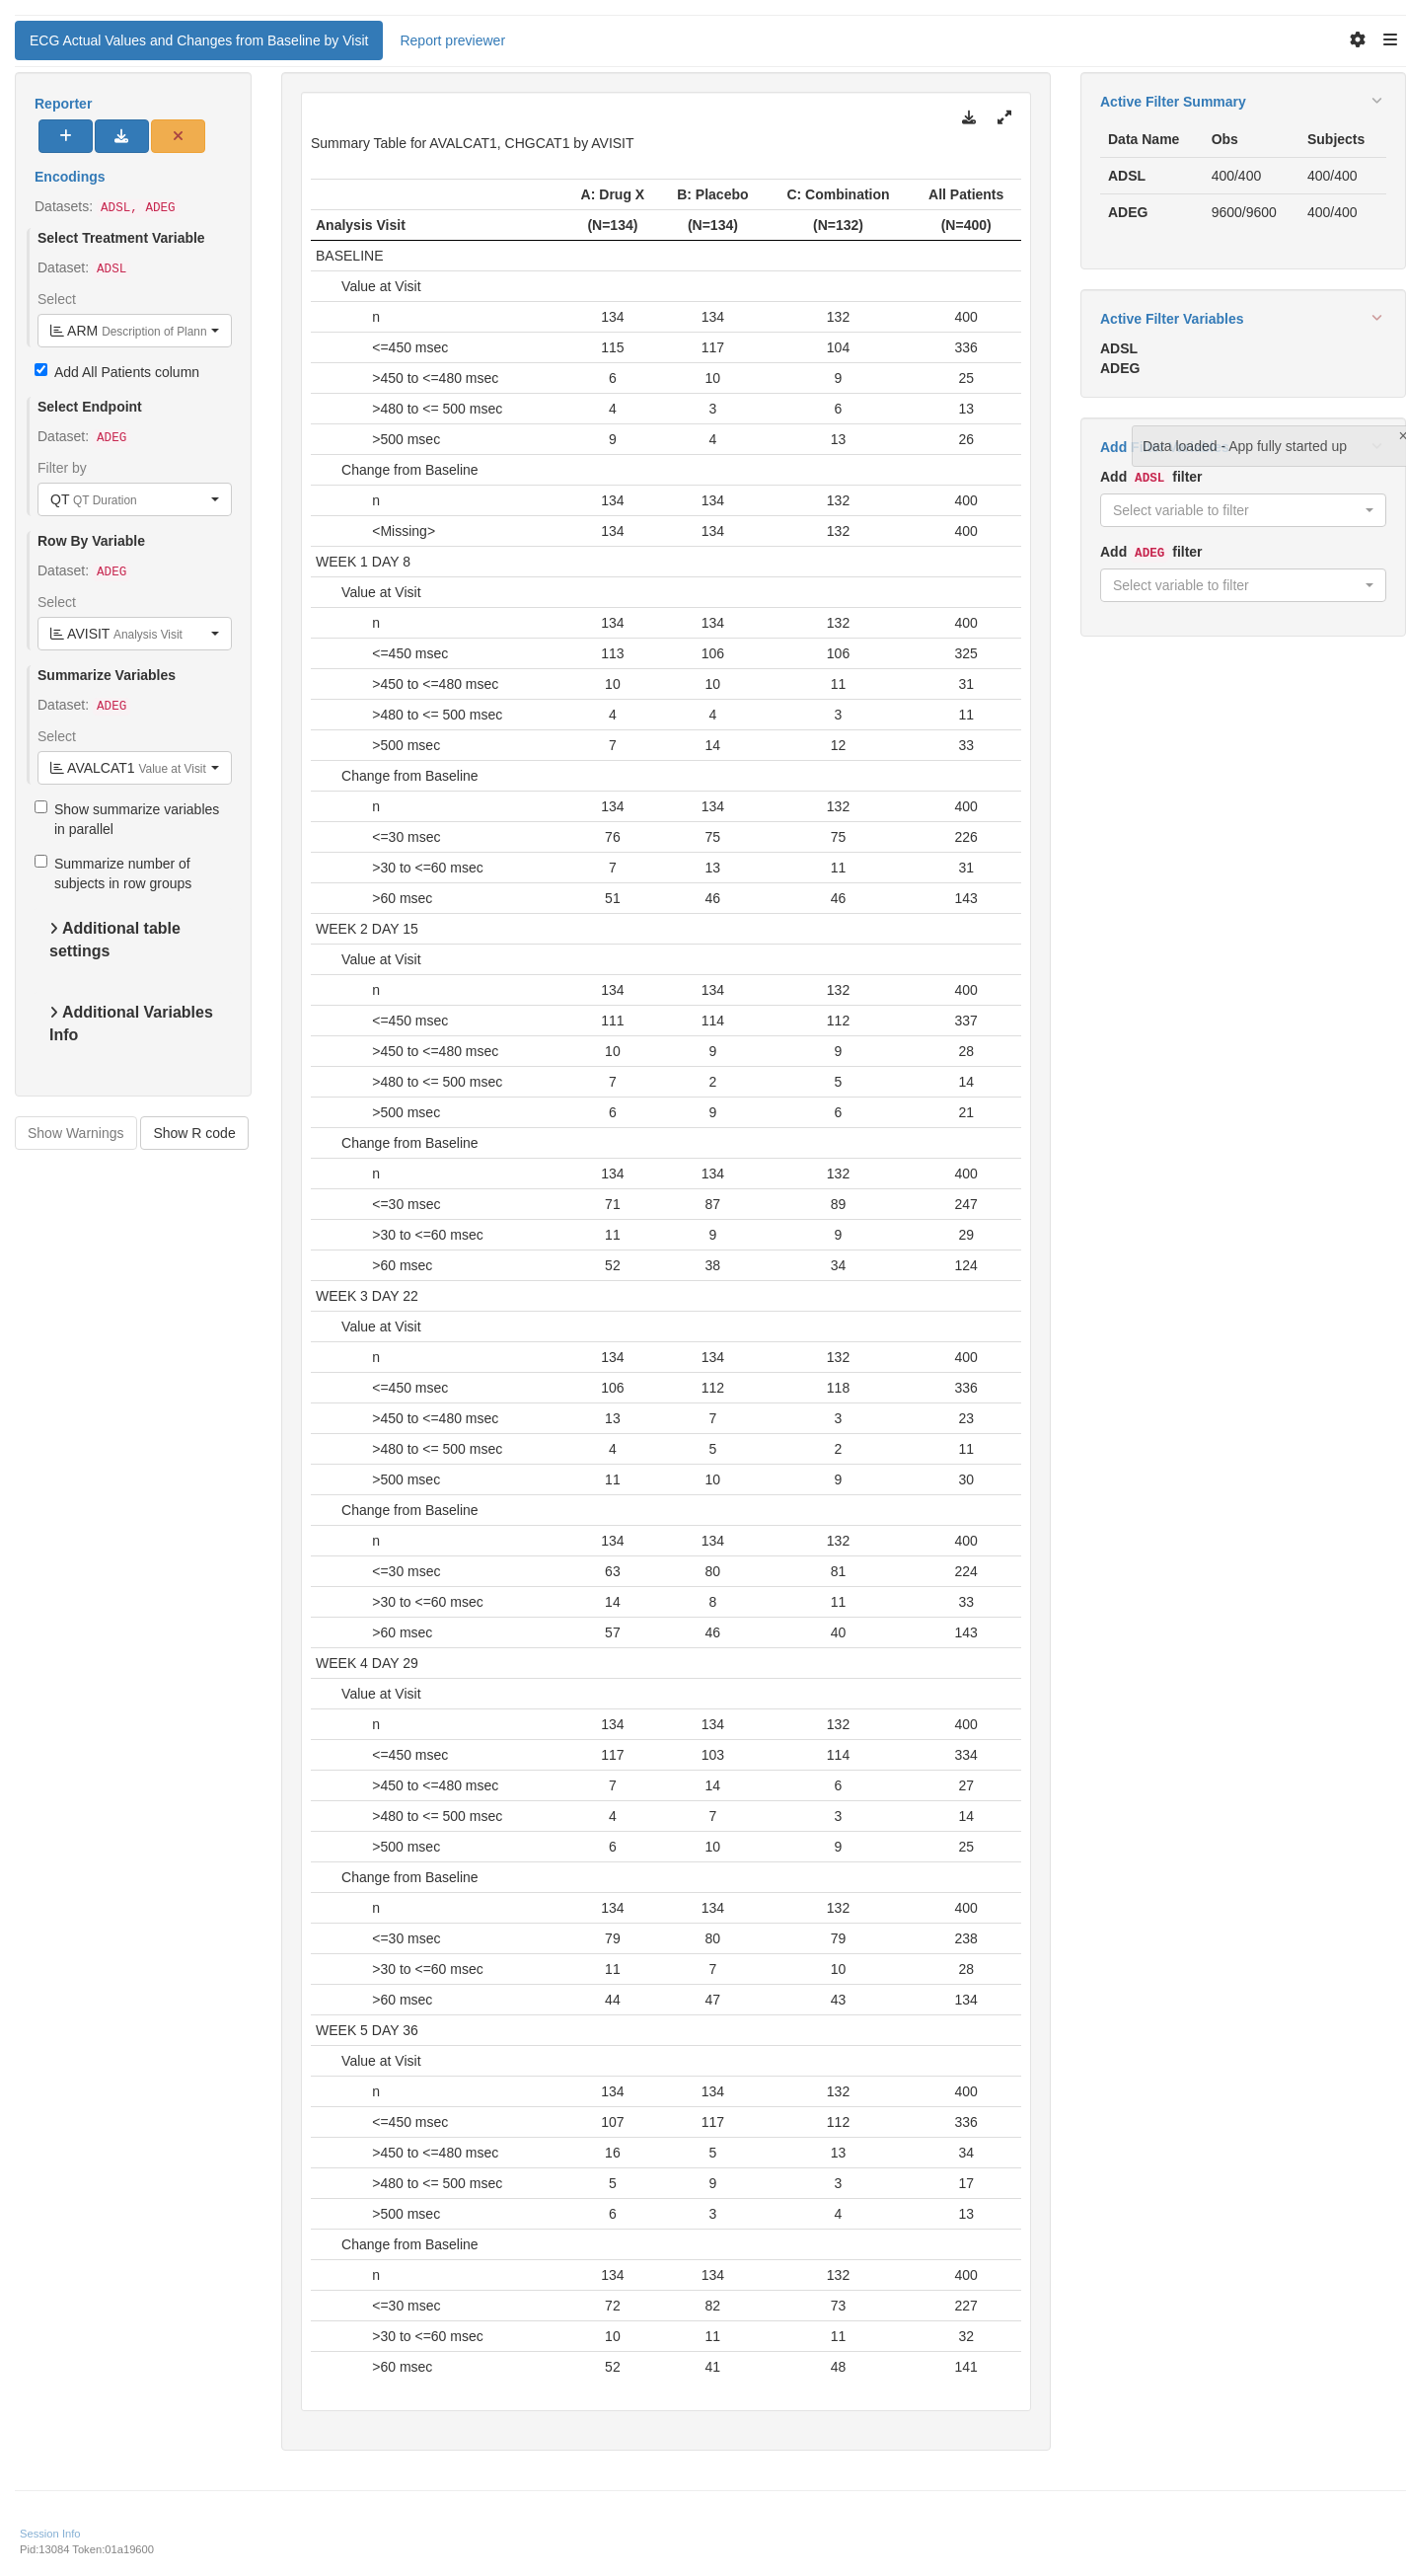 ECG Actual Values and Changes from Baseline by Visit Report previewer
Reporter
Encodings
Datasets: ADSL, ADEG
Select Treatment Variable
Dataset: ADSL
Select
ARM Description of Plann
Add All Patients column
Select Endpoint
Dataset: ADEG
Filter by
QT QT Duration
Row By Variable
Dataset: ADEG
Select
AVISIT Analysis Visit
Summarize Variables
Dataset: ADEG
Select
AVALCAT1 Value at Visit
Show summarize variables
in parallel
Summarize number of
subjects in row groups
Additional table
settings
Additional Variables
Info
Show Warnings Show R code
Summary Table for AVALCAT1, CHGCAT1 by AVISIT
A: Drug X B: Placebo C: Combination All Patients
Analysis Visit (N=134) (N=134) (N=132) (N=400)
BASELINE
Value at Visit
n 134 134 132 400
<=450 msec 115 117 104 336
>450 to <=480 msec 6 10 9 25
>480 to <= 500 msec 4 3 6 13
>500 msec 9 4 13 26
Change from Baseline
n 134 134 132 400
<Missing> 134 134 132 400
WEEK 1 DAY 8
Value at Visit
n 134 134 132 400
<=450 msec 113 106 106 325
>450 to <=480 msec 10 10 11 31
>480 to <= 500 msec 4 4 3 11
>500 msec 7 14 12 33
Change from Baseline
n 134 134 132 400
<=30 msec 76 75 75 226
>30 to <=60 msec 7 13 11 31
>60 msec 51 46 46 143
WEEK 2 DAY 15
Value at Visit
n 134 134 132 400
<=450 msec 111 114 112 337
>450 to <=480 msec 10 9 9 28
>480 to <= 500 msec 7 2 5 14
>500 msec 6 9 6 21
Change from Baseline
n 134 134 132 400
<=30 msec 71 87 89 247
>30 to <=60 msec 11 9 9 29
>60 msec 52 38 34 124
WEEK 3 DAY 22
Value at Visit
n 134 134 132 400
<=450 msec 106 112 118 336
>450 to <=480 msec 13 7 3 23
>480 to <= 500 msec 4 5 2 11
>500 msec 11 10 9 30
Change from Baseline
n 134 134 132 400
<=30 msec 63 80 81 224
>30 to <=60 msec 14 8 11 33
>60 msec 57 46 40 143
WEEK 4 DAY 29
Value at Visit
n 134 134 132 400
<=450 msec 117 103 114 334
>450 to <=480 msec 7 14 6 27
>480 to <= 500 msec 4 7 3 14
>500 msec 6 10 9 25
Change from Baseline
n 134 134 132 400
<=30 msec 79 80 79 238
>30 to <=60 msec 11 7 10 28
>60 msec 44 47 43 134
WEEK 5 DAY 36
Value at Visit
n 134 134 132 400
<=450 msec 107 117 112 336
>450 to <=480 msec 16 5 13 34
>480 to <= 500 msec 5 9 3 17
>500 msec 6 3 4 13
Change from Baseline
n 134 134 132 400
<=30 msec 72 82 73 227
>30 to <=60 msec 10 11 11 32
>60 msec 52 41 48 141
Active Filter Summary
Data Name Obs Subjects
ADSL 400/400 400/400
ADEG 9600/9600 400/400
Active Filter Variables
ADSL
ADEG
Add
Data loaded - App fully started up
Add ADSL filter
Select variable to filter
Add ADEG filter
Select variable to filter
Session Info
Pid:13084 Token:01a19600